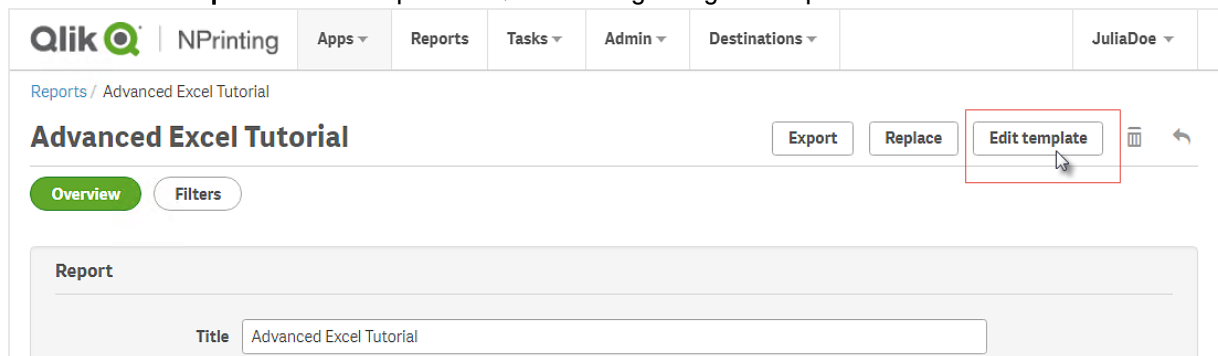 Qlik NPrinting Apps Reports Tasks Admin Destinations JuliaDoe
Reports / Advanced Excel Tutorial
Advanced Excel Tutorial Export Replace Edit template
Overview Filters
Report
Title Advanced Excel Tutorial